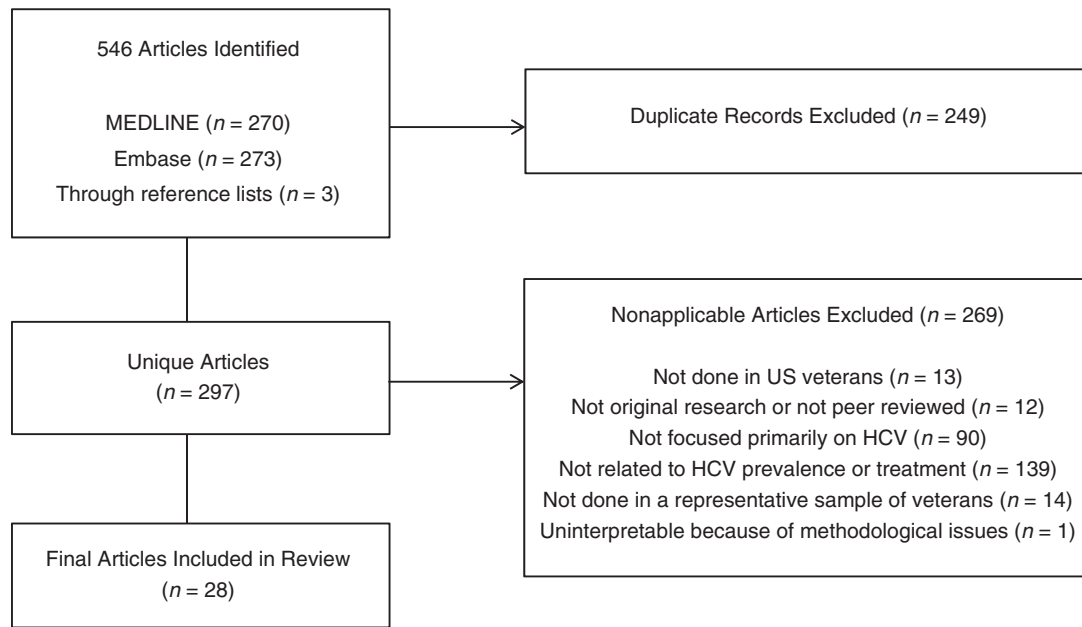 546 Articles Identified
MEDLINE (n = 270)
Embase (n = 273)
Through reference lists (n = 3)
Duplicate Records Excluded (n = 249)
Unique Articles
(n = 297)
Nonapplicable Articles Excluded (n = 269)
Not done in US veterans (n = 13)
Not original research or not peer reviewed (n = 12)
Not focused primarily on HCV (n = 90)
Not related to HCV prevalence or treatment (n = 139)
Not done in a representative sample of veterans (n = 14)
Uninterpretable because of methodological issues (n = 1)
Final Articles Included in Review
(n = 28)